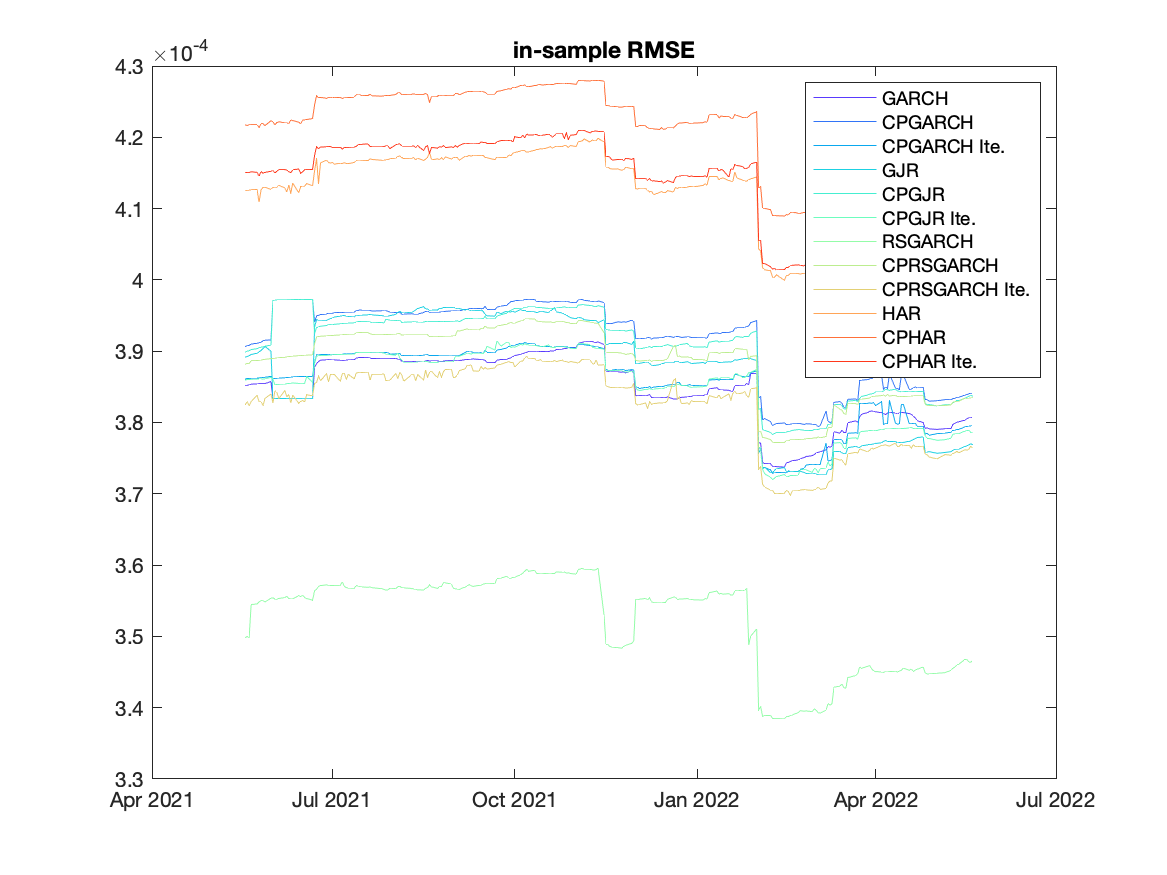 in-sample RMSE
×10-4
4.3
4.2
4.1
4
3.9
3.8
3.7
3.6
3.5
3.4
3.3
GARCH
CPGARCH
CPGARCH Ite.
GJR
CPGJR
CPGJR Ite.
RSGARCH
CPRSGARCH
CPRSGARCH Ite.
HAR
CPHAR
CPHAR Ite.
Apr 2021 Jul 2021 Oct 2021 Jan 2022 Apr 2022 Jul 2022